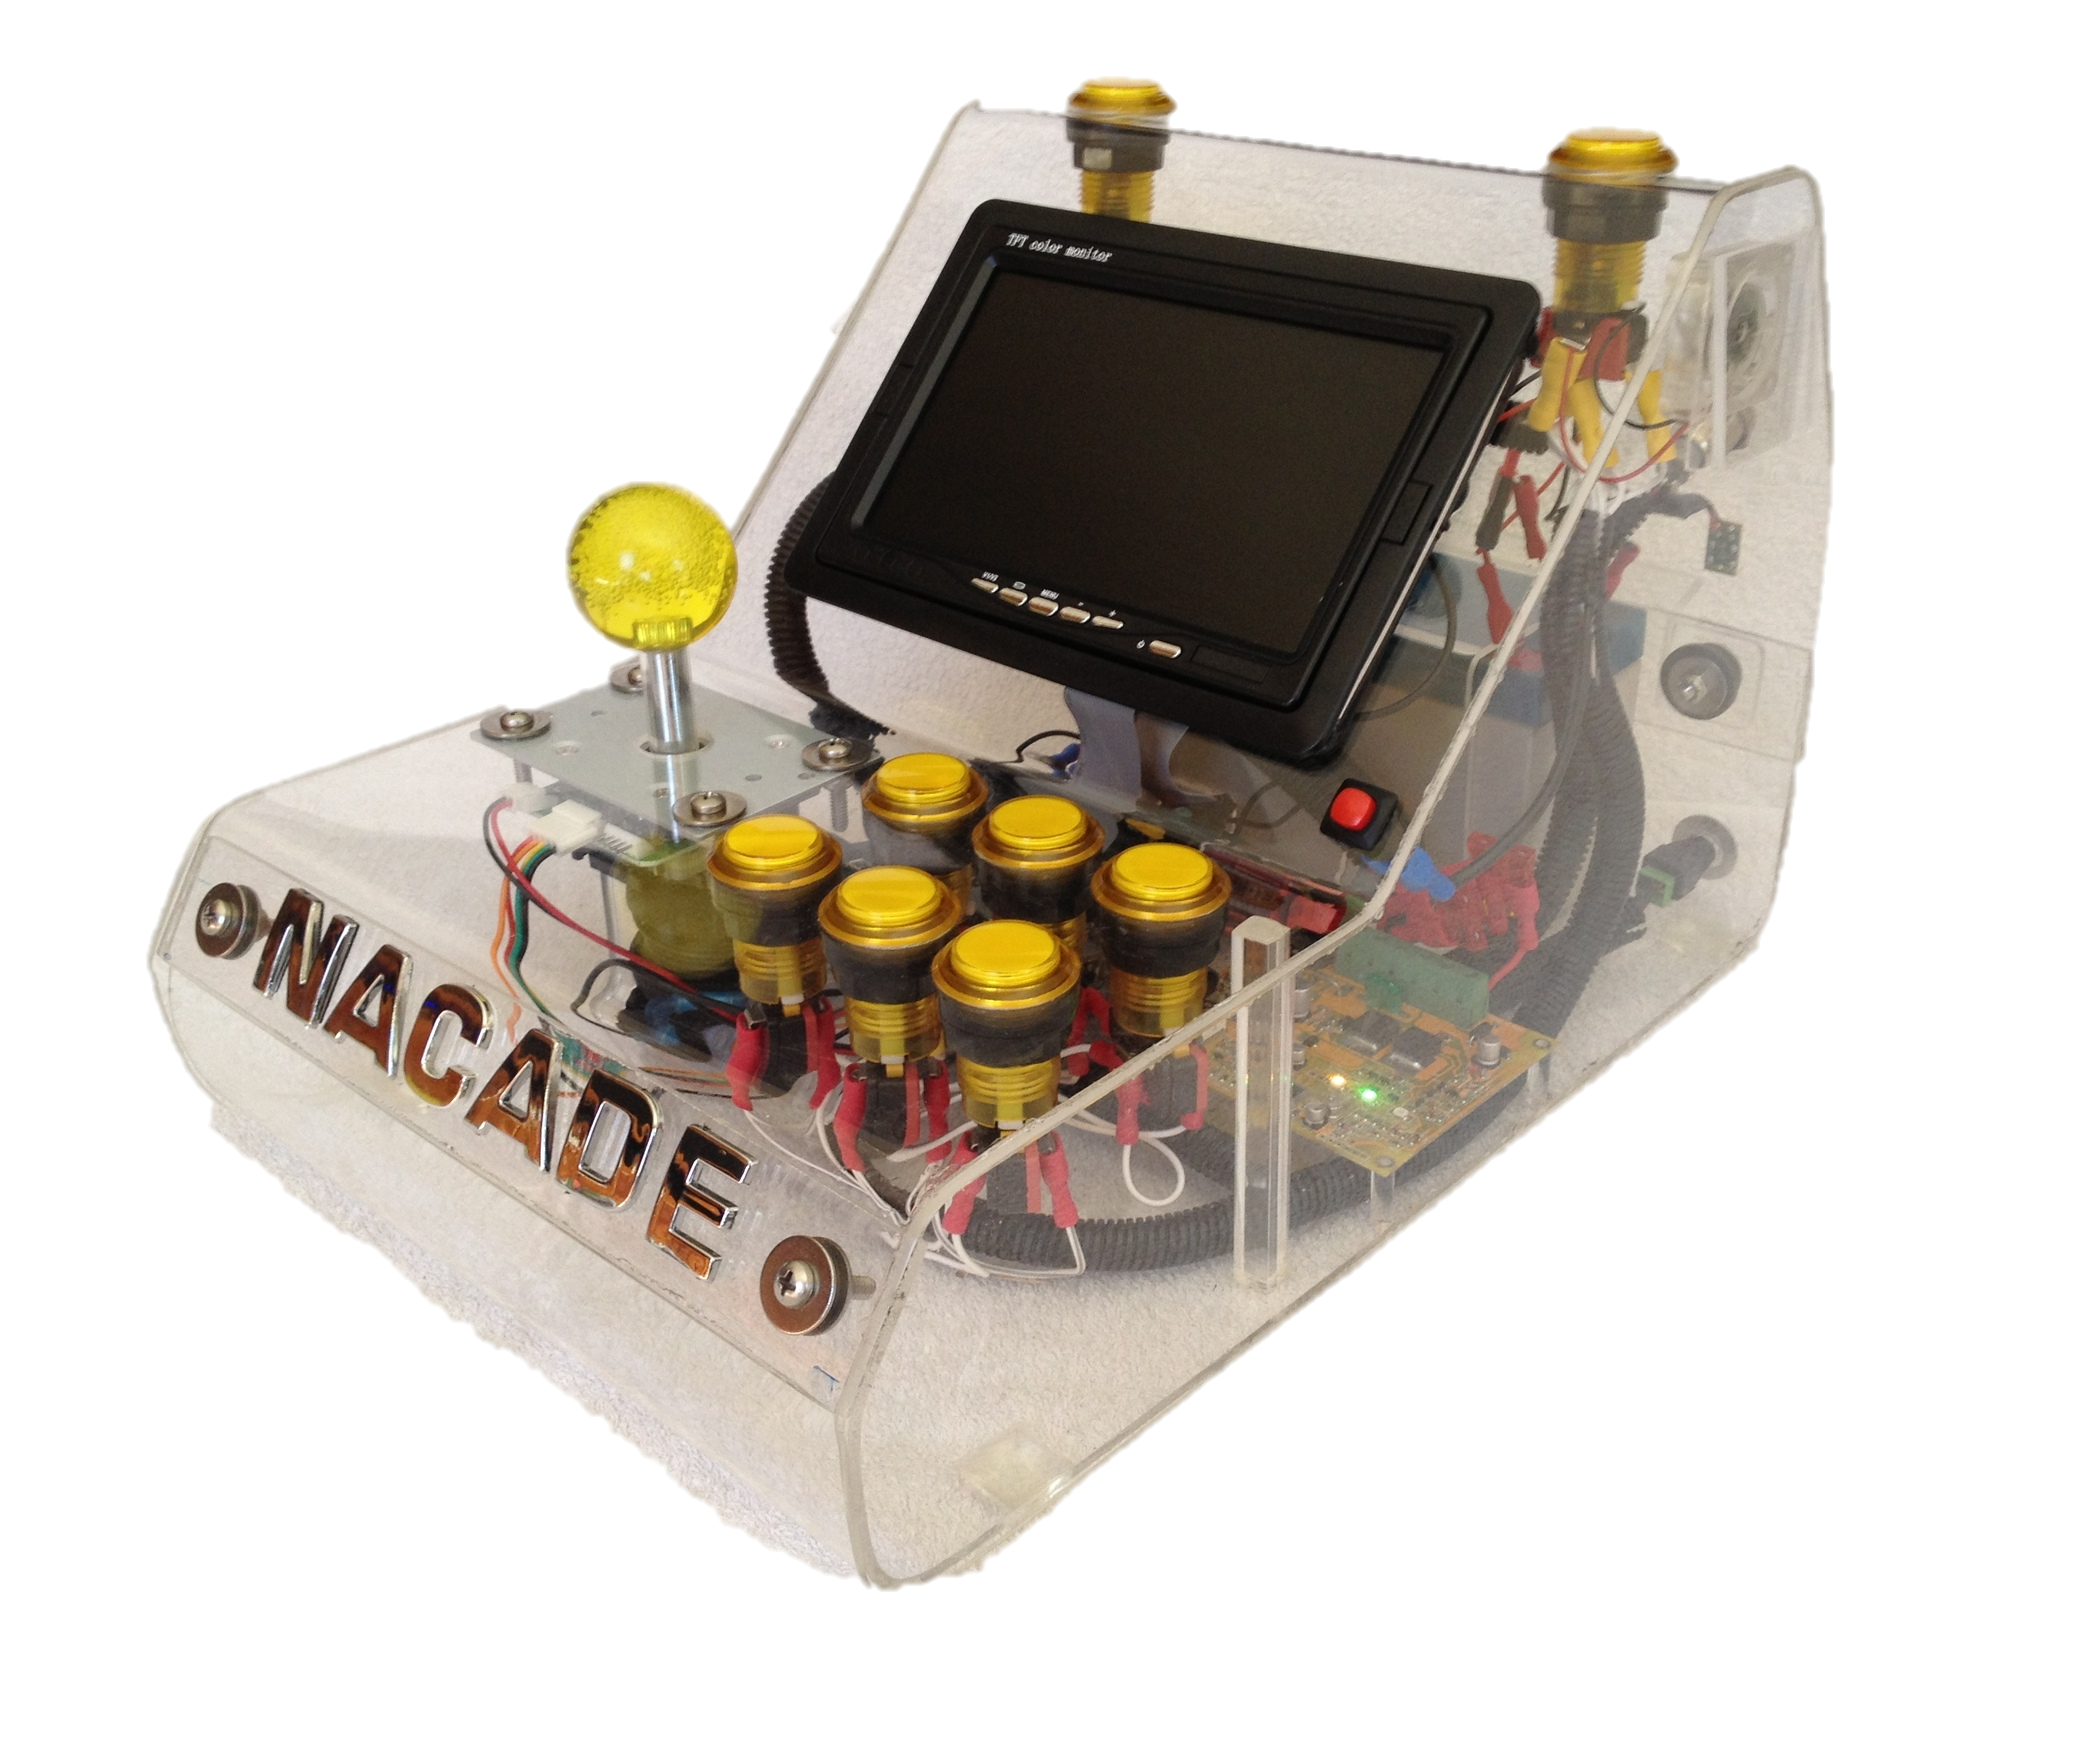 TFT color monitor
MENU
- +
NACADE